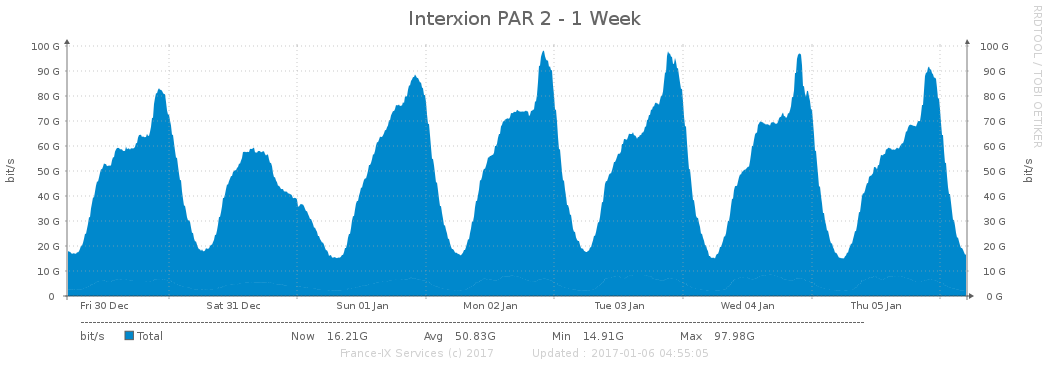 Interxion PAR 2 - 1 Week
RRDTOOL / TOBI OETIKER
100 G 100 G
90 G 90 G
80 G 80 G
70 G 70 G
60 G 60 G
50 G 50 G
40 G 40 G
30 G 30 G
20 G 20 G
10 G 10 G
0 0 G
bit/s bit/s
Fri 30 Dec Sat 31 Dec Sun 01 Jan Mon 02 Jan Tue 03 Jan Wed 04 Jan Thu 05 Jan
bit/s Total Now 16.21G Avg 50.83G Min 14.91G Max 97.98G
France-IX Services (c) 2017 Updated : 2017-01-06 04:55:05